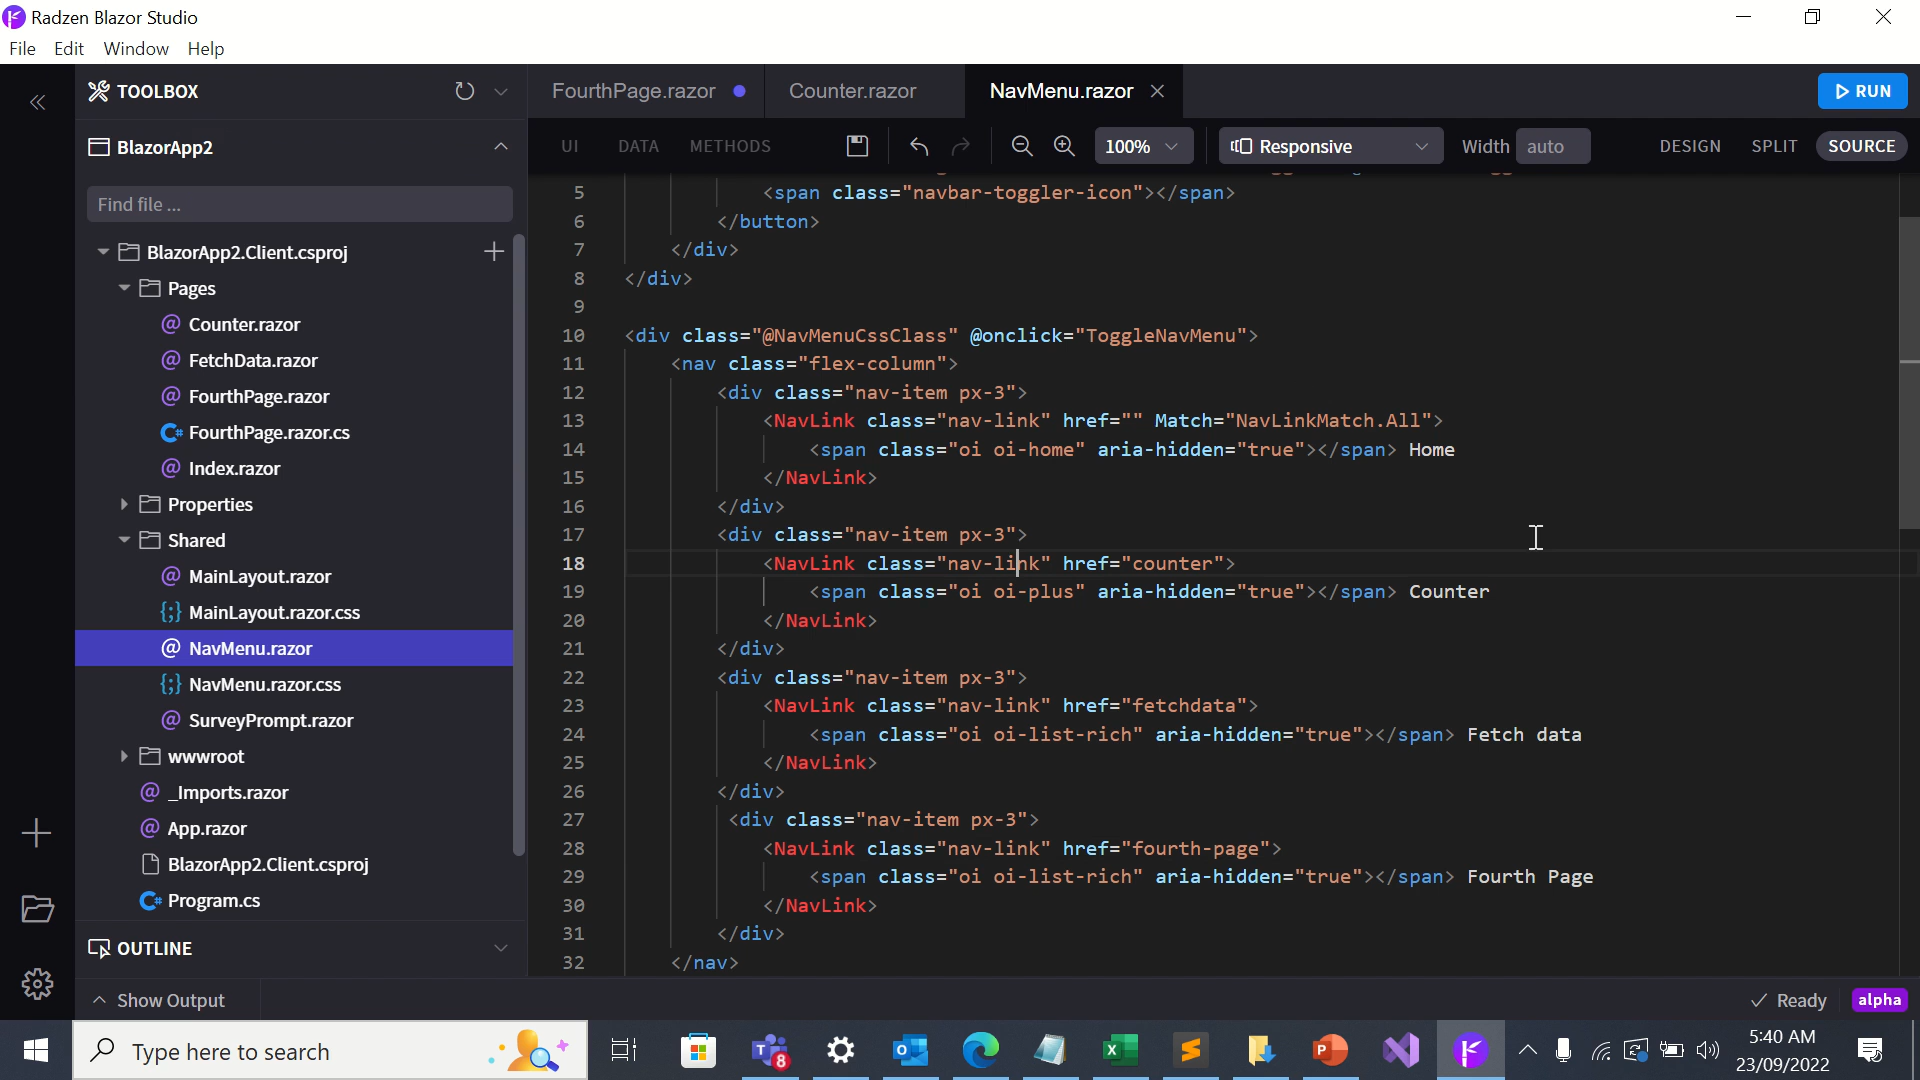 Radzen Blazor Studio
File Edit Window Help
TOOLBOX
FourthPage.razor Counter.razor NavMenu.razor
RUN
BlazorApp2
UI DATA METHODS 100% Responsive Width auto DESIGN SPLIT SOURCE
Find file ...
BlazorApp2.Client.csproj
Pages
Counter.razor
FetchData.razor
FourthPage.razor
FourthPage.razor.cs
Index.razor
Properties
Shared
MainLayout.razor
MainLayout.razor.css
NavMenu.razor
NavMenu.razor.css
SurveyPrompt.razor
wwwroot
_Imports.razor
App.razor
BlazorApp2.Client.csproj
Program.cs
OUTLINE
5 <span class="navbar-toggler-icon"></span>
6 </button>
7 </div>
8 </div>
9
10 <div class="@NavMenuCssClass" @onclick="ToggleNavMenu">
11 <nav class="flex-column">
12 <div class="nav-item px-3">
13 <NavLink class="nav-link" href="" Match="NavLinkMatch.All">
14 <span class="oi oi-home" aria-hidden="true"></span> Home
15 </NavLink>
16 </div>
17 <div class="nav-item px-3">
18 <NavLink class="nav-link" href="counter">
19 <span class="oi oi-plus" aria-hidden="true"></span> Counter
20 </NavLink>
21 </div>
22 <div class="nav-item px-3">
23 <NavLink class="nav-link" href="fetchdata">
24 <span class="oi oi-list-rich" aria-hidden="true"></span> Fetch data
25 </NavLink>
26 </div>
27 <div class="nav-item px-3">
28 <NavLink class="nav-link" href="fourth-page">
29 <span class="oi oi-list-rich" aria-hidden="true"></span> Fourth Page
30 </NavLink>
31 </div>
32 </nav>
Show Output
Ready alpha
Type here to search
8
5:40 AM
23/09/2022